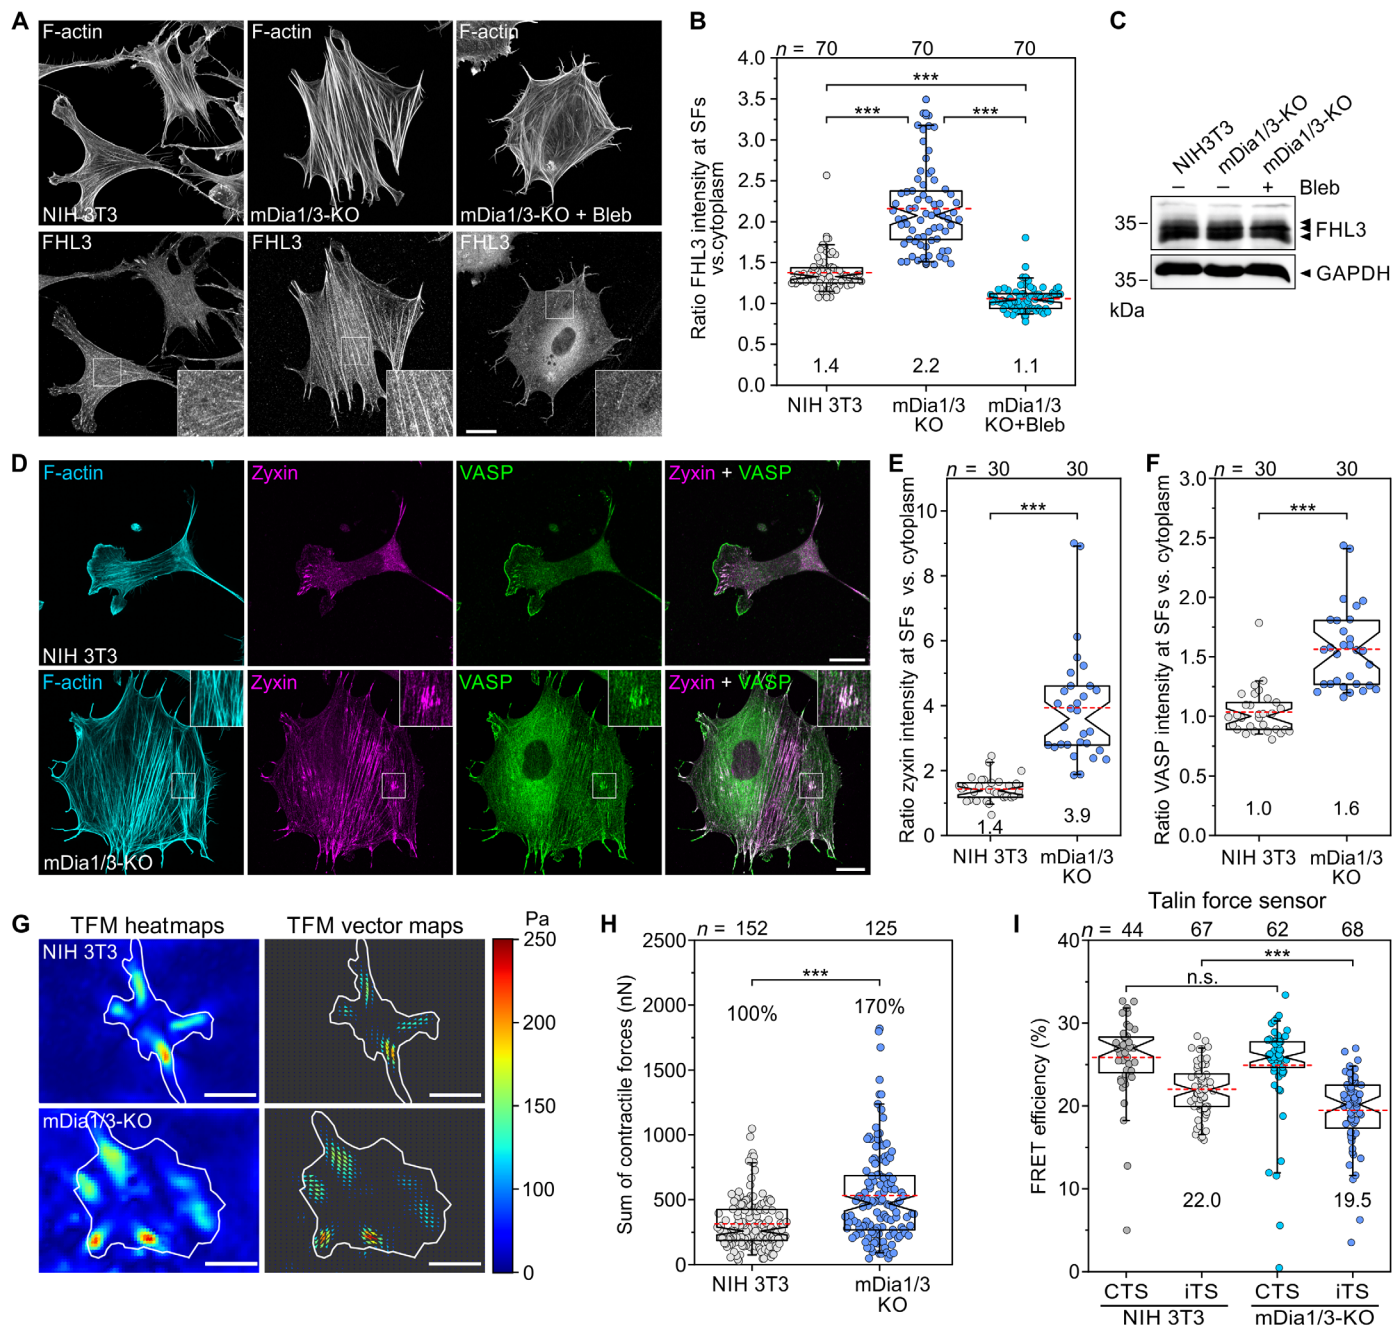 A
F-actin
F-actin
F-actin
NIH 3T3
mDia1/3-KO
mDia1/3-KO + Bleb
FHL3
FHL3
FHL3
B
n = 70 70 70
Ratio FHL3 intensity at SFs
vs.cytoplasm
4.0
3.5
3.0
2.5
2.0
1.5
1.0
0.5
0.0
***
*** ***
1.4 2.2 1.1
NIH 3T3
mDia1/3
KO
mDia1/3
KO+Bleb
C
NIH3T3
mDia1/3-KO
mDia1/3-KO
– – + Bleb
35
FHL3
35
GAPDH
kDa
D
F-actin
Zyxin
VASP
Zyxin + VASP
NIH 3T3
F-actin
Zyxin
VASP
Zyxin + VASP
mDia1/3-KO
E
n = 30 30
Ratio zyxin intensity at SFs vs. cytoplasm
10
8
6
4
2
0
***
1.4 3.9
NIH 3T3
mDia1/3
KO
F
n = 30 30
Ratio VASP intensity at SFs vs. cytoplasm
3.0
2.5
2.0
1.5
1.0
0.5
0.0
***
1.0 1.6
NIH 3T3
mDia1/3
KO
G
TFM heatmaps
TFM vector maps
NIH 3T3
mDia1/3-KO
Pa
250
200
150
100
50
0
H
n = 152 125
Sum of contractile forces (nN)
2500
2000
1500
1000
500
0
***
100% 170%
NIH 3T3
mDia1/3
KO
I
Talin force sensor
n = 44 67 62 68
FRET efficiency (%)
40
30
20
10
0
***
n.s.
22.0 19.5
CTS iTS CTS iTS
NIH 3T3 mDia1/3-KO